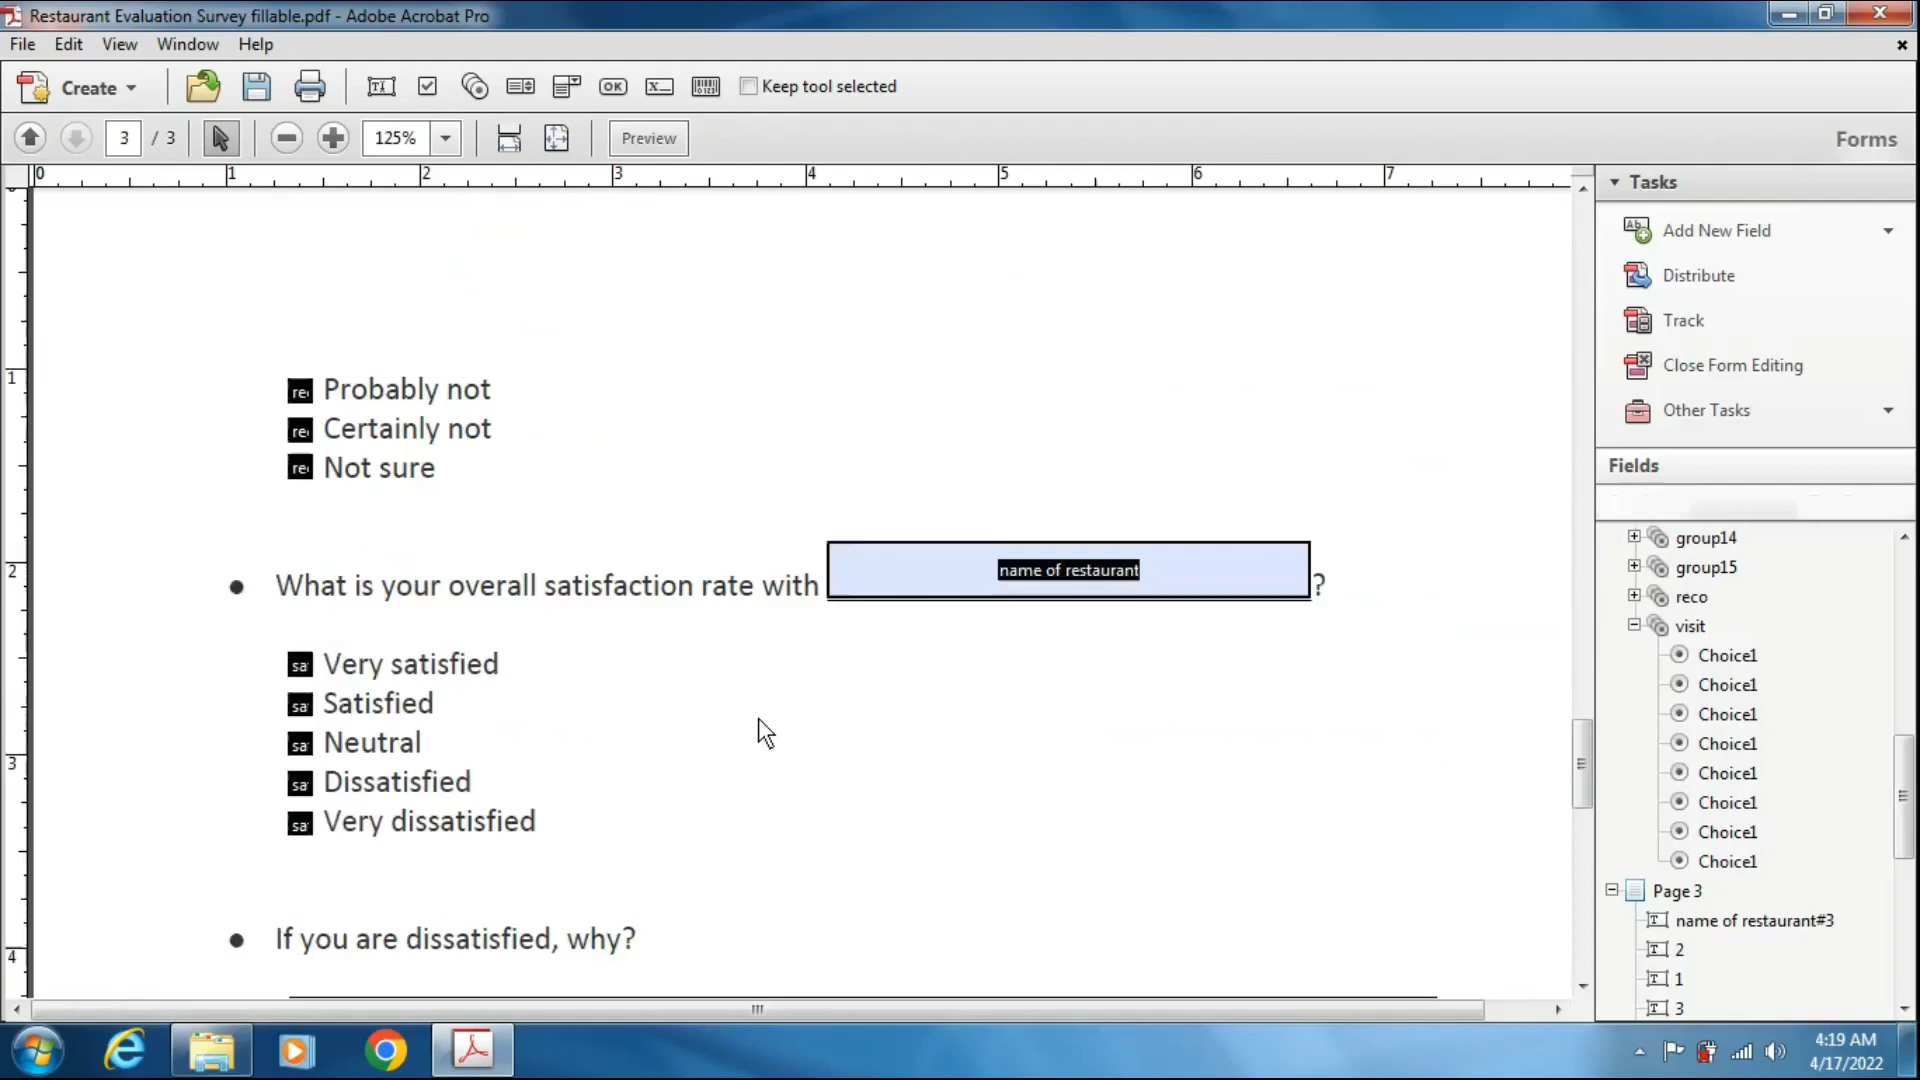 Restaurant Evaluation Survey fillable.pdf - Adobe Acrobat Pro
File Edit View Window Help
Create
OK
Keep tool selected
3 / 3
125%
Preview
Forms
0 1 2 3 4 5 6 7
Tasks
Add New Field
Distribute
Track
Close Form Editing
Other Tasks
Fields
group14
group15
reco
visit
Choice1
Choice1
Choice1
Choice1
Choice1
Choice1
Choice1
Choice1
Page 3
name of restaurant#3
2
1
3
1
2
3
4
Probably not
Certainly not
Not sure
● What is your overall satisfaction rate with name of restaurant ?
sa Very satisfied
sa Satisfied
sa Neutral
sa Dissatisfied
sa Very dissatisfied
● If you are dissatisfied, why?
4:19 AM
4/17/2022